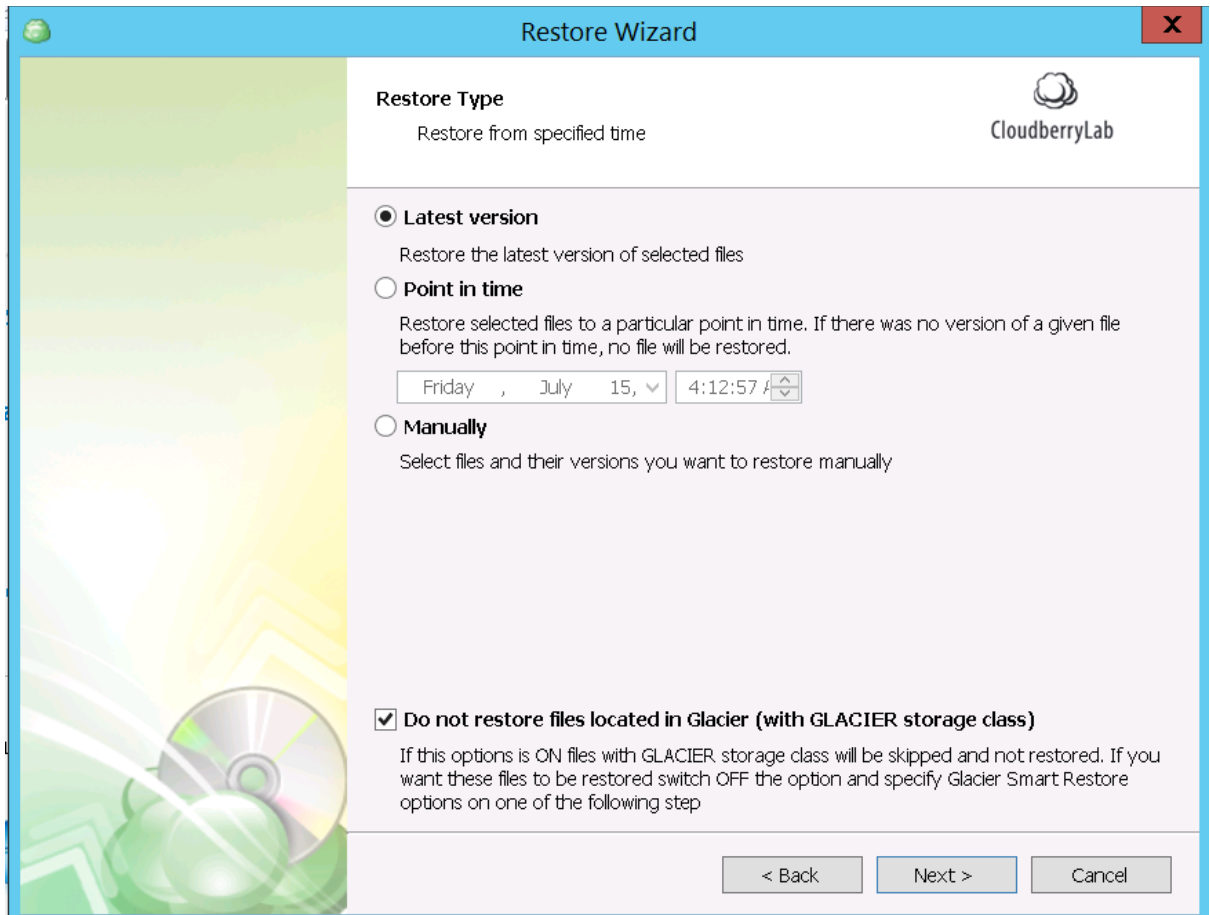 Restore Wizard
X
Restore Type
Restore from specified time
CloudberryLab
Latest version
Restore the latest version of selected files
Point in time
Restore selected files to a particular point in time. If there was no version of a given file
before this point in time, no file will be restored.
Friday , July 15,
4:12:57
Manually
Select files and their versions you want to restore manually
Do not restore files located in Glacier (with GLACIER storage class)
If this options is ON files with GLACIER storage class will be skipped and not restored. If you
want these files to be restored switch OFF the option and specify Glacier Smart Restore
options on one of the following step
< Back Next > Cancel